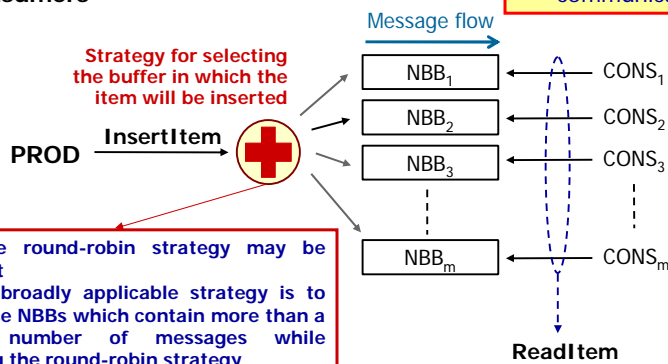 sumers
communic
Message flow
Strategy for selecting
the buffer in which the
item will be inserted
NBB1
CONS1
NBB2
CONS2
InsertItem
PROD
NBB3
CONS3
e round-robin strategy may be
t
broadly applicable strategy is to
e NBBs which contain more than a
number of messages while
g the round-robin strategy
NBBm
CONSm
ReadItem